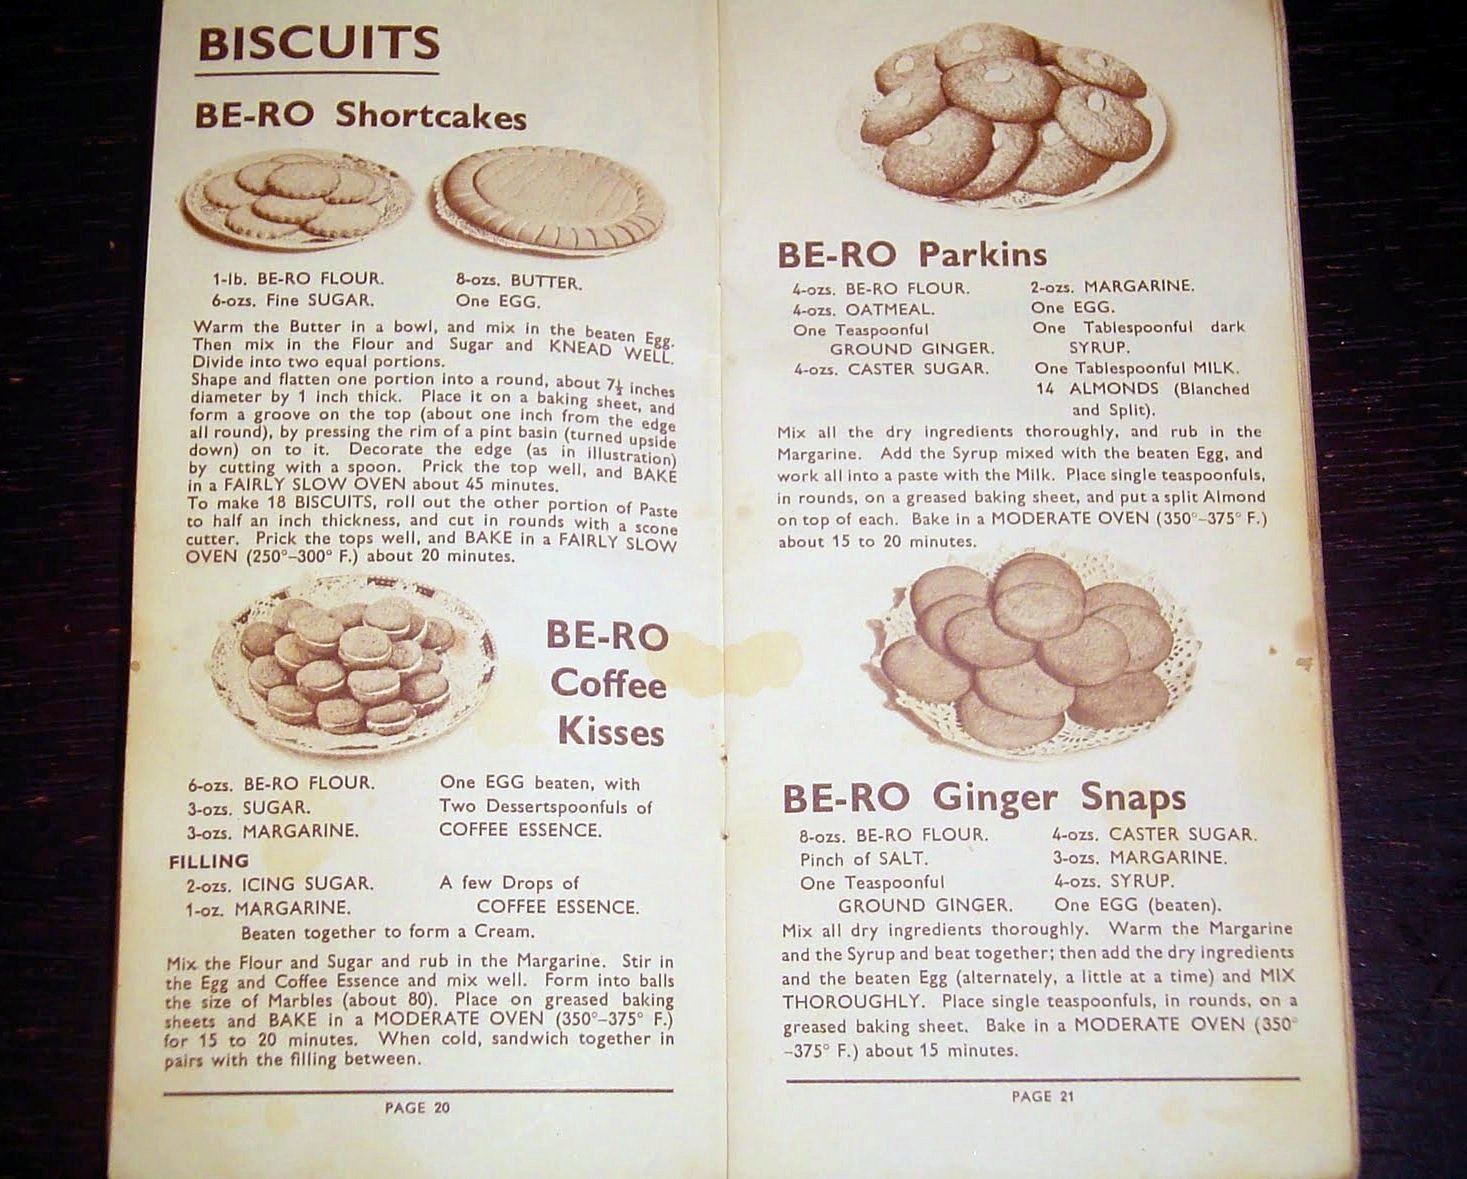 BISCUITS
BE-RO Shortcakes
1-lb. BE-RO FLOUR. 8-ozs. BUTTER.
6-ozs. Fine SUGAR. One EGG.
Warm the Butter in a bowl, and mix in the beaten Egg.
Then mix in the Flour and Sugar and KNEAD WELL.
Divide into two equal portions.
Shape and flatten one portion into a round, about 7½ inches
diameter by 1 inch thick. Place it on a baking sheet, and
form a groove on the top (about one inch from the edge
all round), by pressing the rim of a pint basin (turned upside
down) on to it. Decorate the edge (as in illustration)
by cutting with a spoon. Prick the top well, and BAKE
in a FAIRLY SLOW OVEN about 45 minutes.
To make 18 BISCUITS, roll out the other portion of Paste
to half an inch thickness, and cut in rounds with a scone
cutter. Prick the tops well, and BAKE in a FAIRLY SLOW
OVEN (250°–300° F.) about 20 minutes.
BE-RO
Coffee
Kisses
6-ozs. BE-RO FLOUR. One EGG beaten, with
3-ozs. SUGAR. Two Dessertspoonfuls of
3-ozs. MARGARINE. COFFEE ESSENCE.
FILLING
2-ozs. ICING SUGAR. A few Drops of
1-oz. MARGARINE. COFFEE ESSENCE.
Beaten together to form a Cream.
Mix the Flour and Sugar and rub in the Margarine. Stir in
the Egg and Coffee Essence and mix well. Form into balls
the size of Marbles (about 80). Place on greased baking
sheets and BAKE in a MODERATE OVEN (350°–375° F.)
for 15 to 20 minutes. When cold, sandwich together in
pairs with the filling between.
PAGE 20
BE-RO Parkins
4-ozs. BE-RO FLOUR. 2-ozs. MARGARINE.
4-ozs. OATMEAL. One EGG.
One Teaspoonful One Tablespoonful dark
GROUND GINGER. SYRUP.
4-ozs. CASTER SUGAR. One Tablespoonful MILK.
14 ALMONDS (Blanched
and Split).
Mix all the dry ingredients thoroughly, and rub in the
Margarine. Add the Syrup mixed with the beaten Egg, and
work all into a paste with the Milk. Place single teaspoonfuls,
in rounds, on a greased baking sheet, and put a split Almond
on top of each. Bake in a MODERATE OVEN (350°–375° F.)
about 15 to 20 minutes.
BE-RO Ginger Snaps
8-ozs. BE-RO FLOUR. 4-ozs. CASTER SUGAR.
Pinch of SALT. 3-ozs. MARGARINE.
One Teaspoonful 4-ozs. SYRUP.
GROUND GINGER. One EGG (beaten).
Mix all dry ingredients thoroughly. Warm the Margarine
and the Syrup and beat together; then add the dry ingredients
and the beaten Egg (alternately, a little at a time) and MIX
THOROUGHLY. Place single teaspoonfuls, in rounds, on a
greased baking sheet. Bake in a MODERATE OVEN (350°
–375° F.) about 15 minutes.
PAGE 21